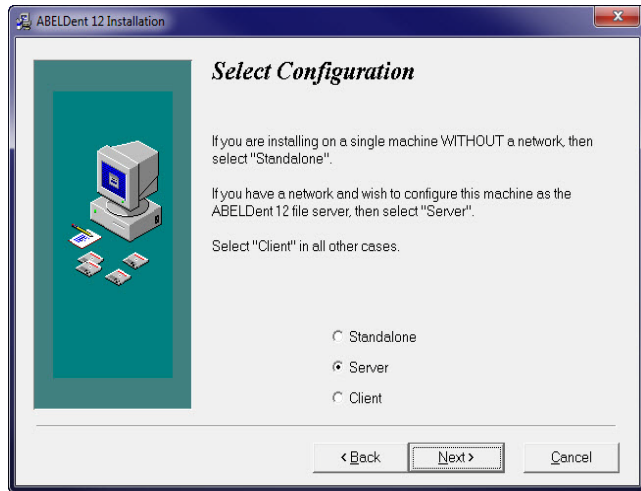 ABELDent 12 Installation
Select Configuration
If you are installing on a single machine WITHOUT a network, then
select "Standalone".
If you have a network and wish to configure this machine as the
ABELDent 12 file server, then select "Server".
Select "Client" in all other cases.
Standalone
Server
Client
< Back
Next >
Cancel